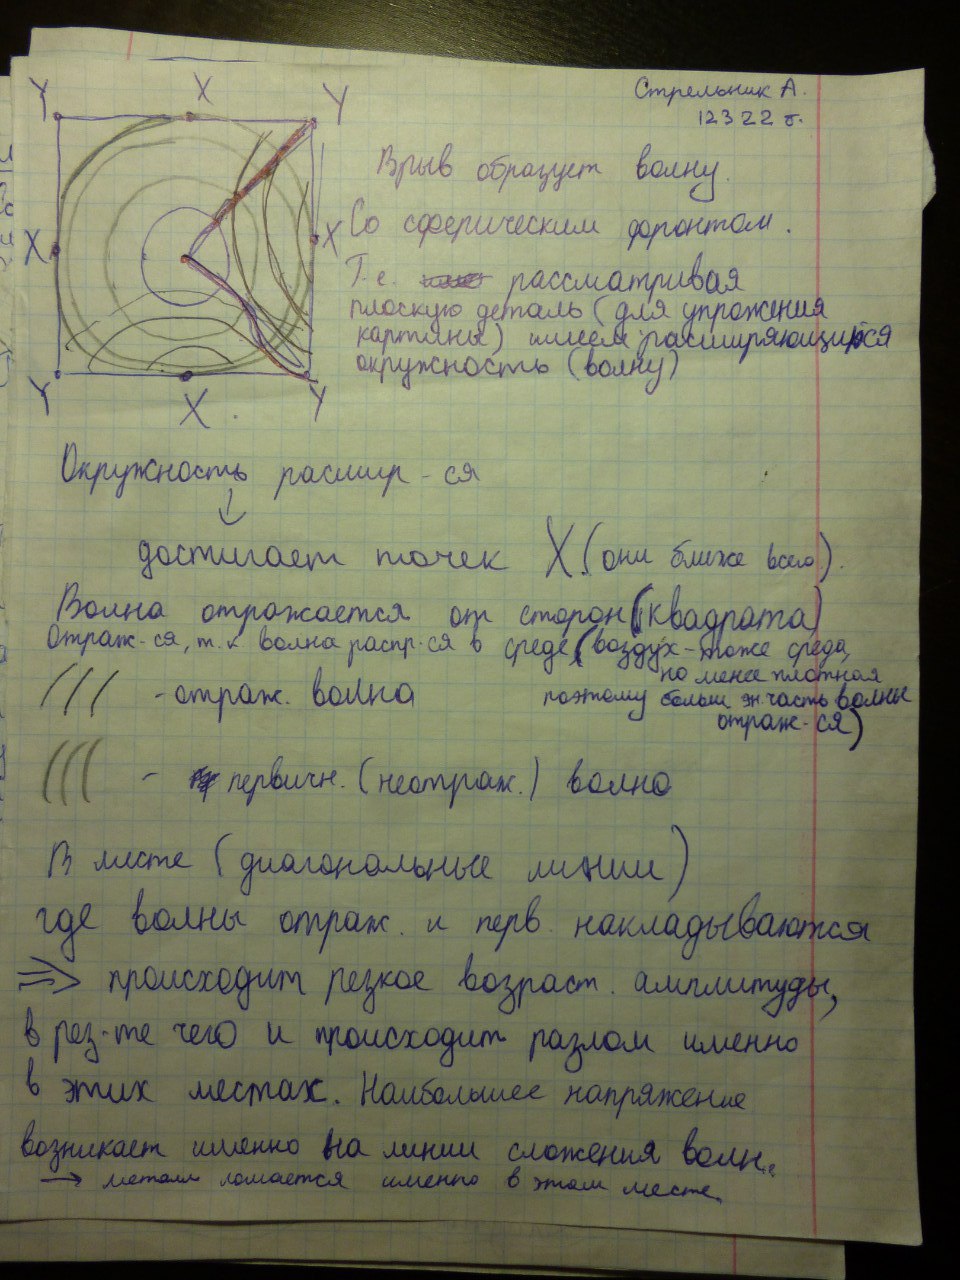 Y X Y
Стрельник А.
12322 г.
Взрыв образует волну.
X X
Со сферическим фронтом.
Т.е. рассматривая
плоскую деталь (для упрожения
картины) имеем расширяющуюся
окружность (волну)
Y X Y
Окружность расшир-ся
↓
достигает точек X (они ближе всего).
Волна отражается от сторон (квадрата)
Отраж-ся, т.к волна распр-ся в среде (воздух - тоже среда,
но менее плотная
/// - отраж. волна
поэтому больш часть волны
отраж-ся)
((( - первичн. (неотраж.) волна
В месте (диагональные линии)
где волны отраж. и перв. накладываются
=> происходит резкое возраст. амплитуды,
в рез-те чего и происходит разлом именно
в этих местах. Наибольшее напряжение
возникает именно на линии сложения волн.
→ металл ломается именно в этом месте.